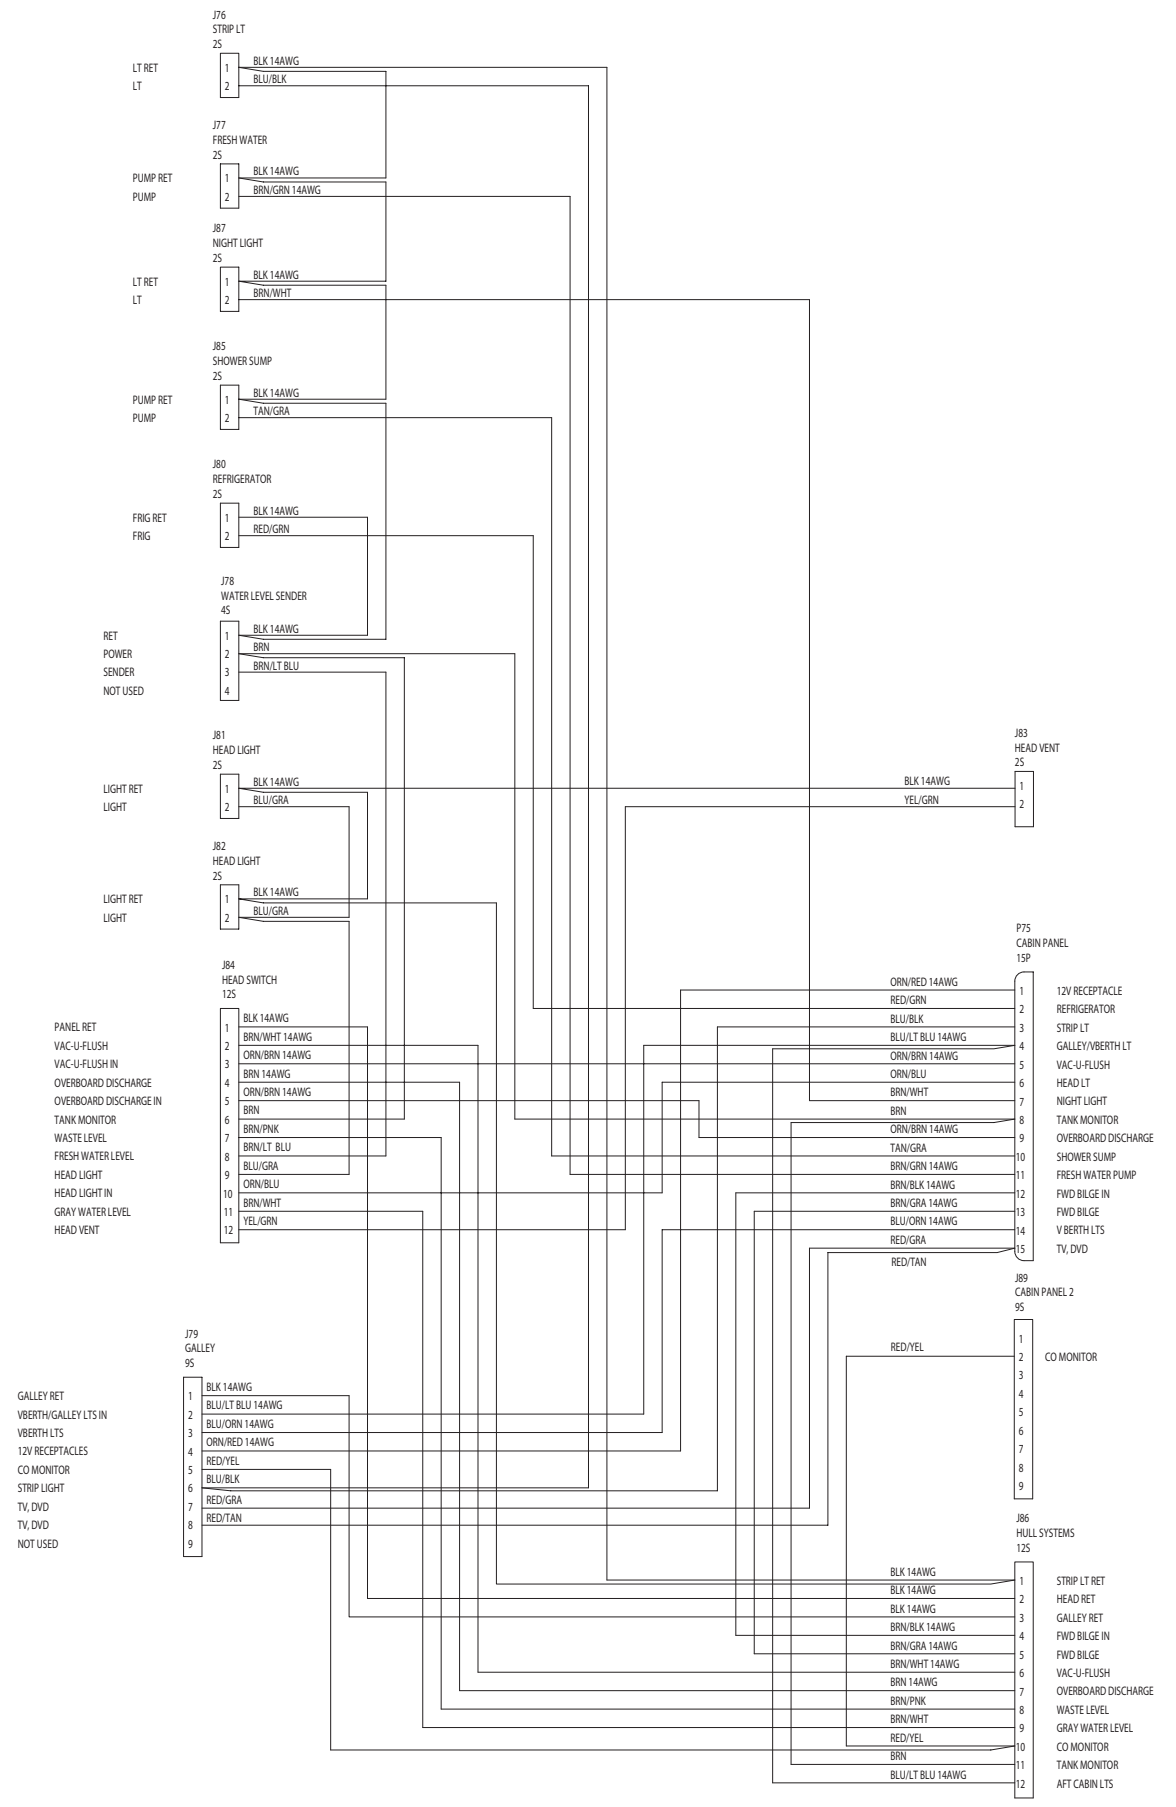 J76
STRIP LT
2S
LT RET 1 BLK 14AWG
LT 2 BLU/BLK
J77
FRESH WATER
2S
PUMP RET 1 BLK 14AWG
PUMP 2 BRN/GRN 14AWG
J87
NIGHT LIGHT
2S
LT RET 1 BLK 14AWG
LT 2 BRN/WHT
J85
SHOWER SUMP
2S
PUMP RET 1 BLK 14AWG
PUMP 2 TAN/GRA
J80
REFRIGERATOR
2S
FRIG RET 1 BLK 14AWG
FRIG 2 RED/GRN
J78
WATER LEVEL SENDER
4S
RET 1 BLK 14AWG
POWER 2 BRN
SENDER 3 BRN/LT BLU
NOT USED 4
J81
HEAD LIGHT
2S
LIGHT RET 1 BLK 14AWG
LIGHT 2 BLU/GRA
J83
HEAD VENT
2S
BLK 14AWG 1
YEL/GRN 2
J82
HEAD LIGHT
2S
LIGHT RET 1 BLK 14AWG
LIGHT 2 BLU/GRA
J84
HEAD SWITCH
12S
PANEL RET 1 BLK 14AWG
VAC-U-FLUSH 2 BRN/WHT 14AWG
VAC-U-FLUSH IN 3 ORN/BRN 14AWG
OVERBOARD DISCHARGE 4 BRN 14AWG
OVERBOARD DISCHARGE IN 5 ORN/BRN 14AWG
TANK MONITOR 6 BRN
WASTE LEVEL 7 BRN/PNK
FRESH WATER LEVEL 8 BRN/LT BLU
HEAD LIGHT 9 BLU/GRA
HEAD LIGHT IN 10 ORN/BLU
GRAY WATER LEVEL 11 BRN/WHT
HEAD VENT 12 YEL/GRN
P75
CABIN PANEL
15P
ORN/RED 14AWG 1 12V RECEPTACLE
RED/GRN 2 REFRIGERATOR
BLU/BLK 3 STRIP LT
BLU/LT BLU 14AWG 4 GALLEY/VBERTH LT
ORN/BRN 14AWG 5 VAC-U-FLUSH
ORN/BLU 6 HEAD LT
BRN/WHT 7 NIGHT LIGHT
BRN 8 TANK MONITOR
ORN/BRN 14AWG 9 OVERBOARD DISCHARGE
TAN/GRA 10 SHOWER SUMP
BRN/GRN 14AWG 11 FRESH WATER PUMP
BRN/BLK 14AWG 12 FWD BILGE IN
BRN/GRA 14AWG 13 FWD BILGE
BLU/ORN 14AWG 14 V BERTH LTS
RED/GRA 15 TV, DVD
RED/TAN
J89
CABIN PANEL 2
9S
1
RED/YEL 2 CO MONITOR
3
4
5
6
7
8
9
J79
GALLEY
9S
GALLEY RET 1 BLK 14AWG
VBERTH/GALLEY LTS IN 2 BLU/LT BLU 14AWG
VBERTH LTS 3 BLU/ORN 14AWG
12V RECEPTACLES 4 ORN/RED 14AWG
CO MONITOR 5 RED/YEL
STRIP LIGHT 6 BLU/BLK
TV, DVD 7 RED/GRA
TV, DVD 8 RED/TAN
NOT USED 9
J86
HULL SYSTEMS
12S
BLK 14AWG 1 STRIP LT RET
BLK 14AWG 2 HEAD RET
BLK 14AWG 3 GALLEY RET
BRN/BLK 14AWG 4 FWD BILGE IN
BRN/GRA 14AWG 5 FWD BILGE
BRN/WHT 14AWG 6 VAC-U-FLUSH
BRN 14AWG 7 OVERBOARD DISCHARGE
BRN/PNK 8 WASTE LEVEL
BRN/WHT 9 GRAY WATER LEVEL
RED/YEL 10 CO MONITOR
BRN 11 TANK MONITOR
BLU/LT BLU 14AWG 12 AFT CABIN LTS